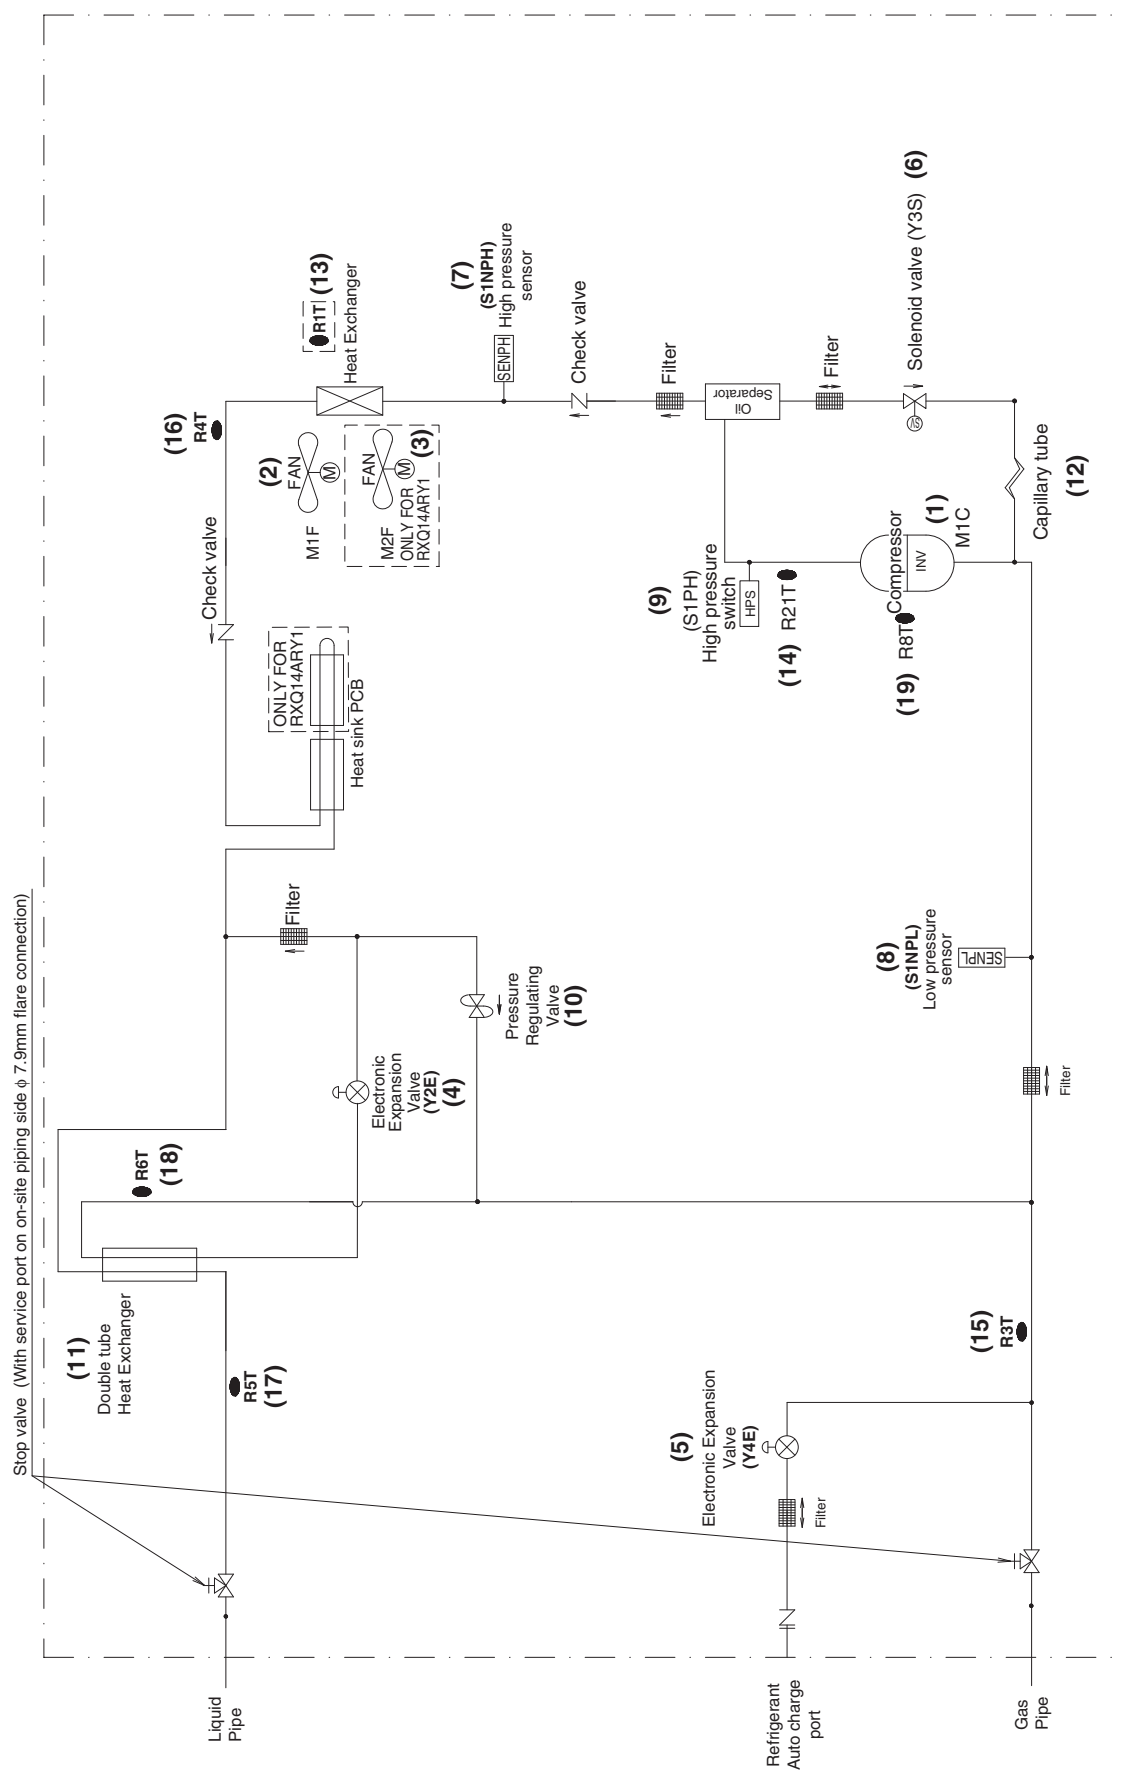 Stop valve (With service port on on-site piping side ϕ 7.9mm flare connection)
(11)
Double tube
Heat Exchanger
R6T
(18)
R5T
(17)
Liquid
Pipe
Filter
Electronic
Expansion
Valve
(Y2E)
(4)
Pressure
Regulating
Valve
(10)
Check valve
ONLY FOR
RXQ14ARY1
Heat sink PCB
(16)
R4T
(2)
FAN
M
M1F
FAN
M
(3)
M2F
ONLY FOR
RXQ14ARY1
R1T
(13)
Heat Exchanger
(7)
(S1NPH)
High pressure
sensor
SENPH
Check valve
Filter
Oil
Separator
Filter
Solenoid valve (Y3S) (6)
SV
(9)
(S1PH)
High pressure
switch
HPS
(14) R21T
Compressor
INV
(1)
M1C
(19) R8T
Capillary tube
(12)
(8)
(S1NPL)
Low pressure
sensor
SENPL
Filter
(15)
R3T
(5)
Electronic Expansion
Valve
(Y4E)
Filter
Refrigerant
Auto charge
port
Gas
Pipe